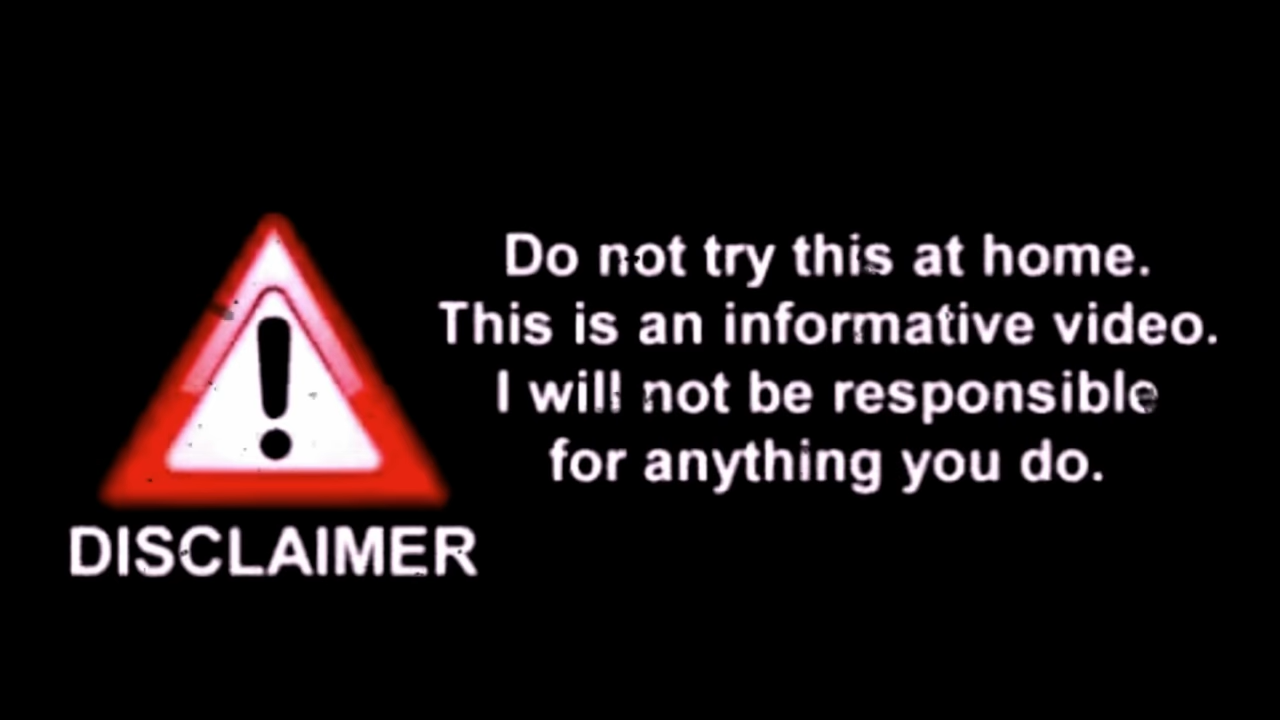 Do not try this at home.
This is an informative video.
I will not be responsible
for anything you do.
DISCLAIMER